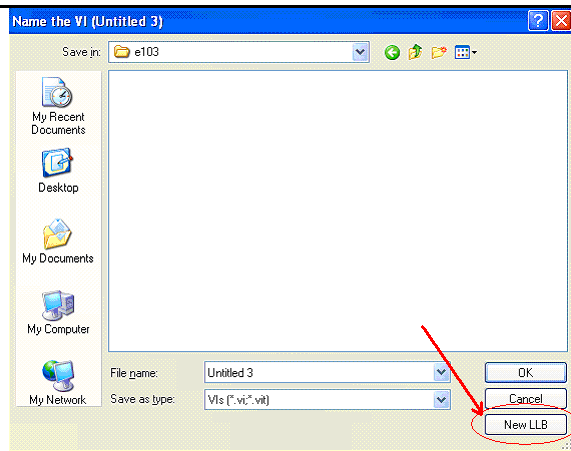 Name the VI (Untitled 3)
Save in:
e103
My Recent
Documents
Desktop
My Documents
My Computer
My Network
File name:
Untitled 3
OK
Save as type:
VIs (*.vi;*.vit)
Cancel
New LLB